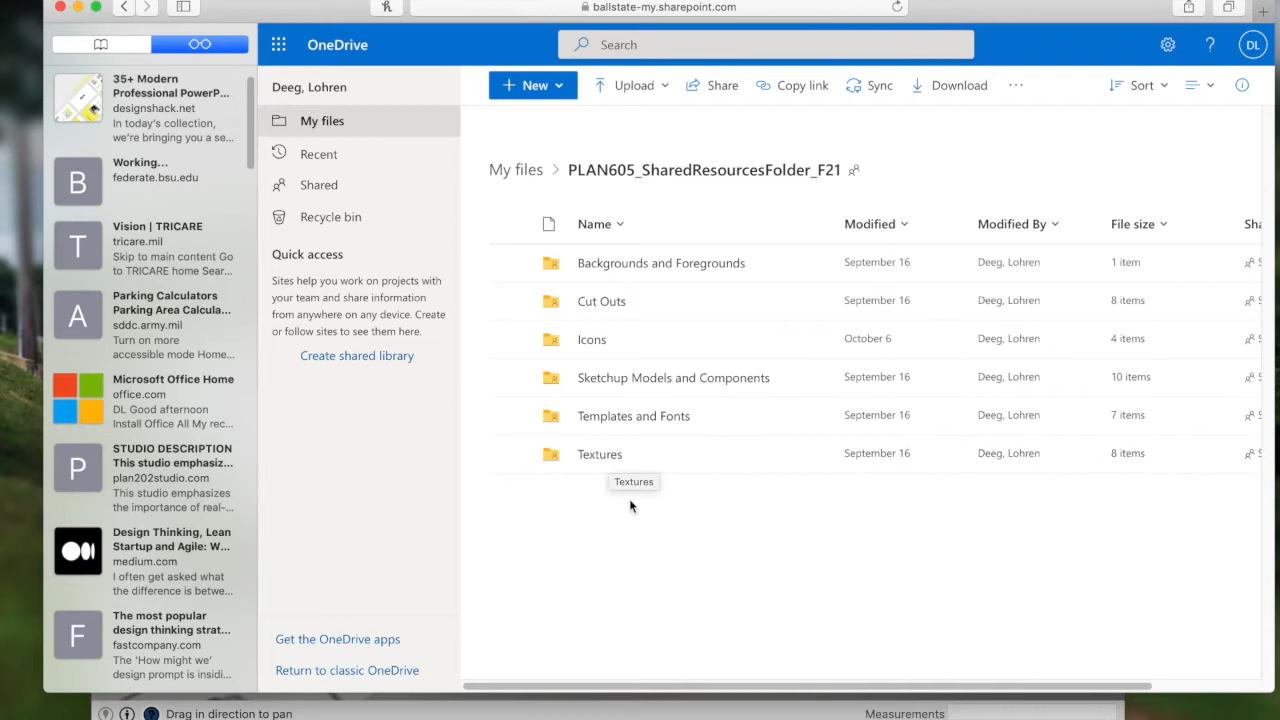 ballstate-my.sharepoint.com
OneDrive
Search
DL
35+ Modern
Professional PowerP...
designshack.net
In today's collection,
we're bringing you a se...
B
Working...
federate.bsu.edu
T
Vision | TRICARE
tricare.mil
Skip to main content Go
to TRICARE home Sear...
A
Parking Calculators
Parking Area Calcula...
sddc.army.mil
Turn on more
accessible mode Home...
Microsoft Office Home
office.com
DL Good afternoon
Install Office All My rec...
P
STUDIO DESCRIPTION
This studio emphasiz...
plan202studio.com
This studio emphasizes
the importance of real-...
Design Thinking, Lean
Startup and Agile: W...
medium.com
I often get asked what
the difference is betwe...
F
The most popular
design thinking strat...
fastcompany.com
The 'How might we'
design prompt is insidi...
Deeg, Lohren
My files
Recent
Shared
Recycle bin
Quick access
Sites help you work on projects with
your team and share information
from anywhere on any device. Create
or follow sites to see them here.
Create shared library
Get the OneDrive apps
Return to classic OneDrive
+ New Upload Share Copy link Sync Download ... Sort
My files > PLAN605_SharedResourcesFolder_F21
Name Modified Modified By File size Sha
Backgrounds and Foregrounds September 16 Deeg, Lohren 1 item S
Cut Outs September 16 Deeg, Lohren 8 items S
Icons October 6 Deeg, Lohren 4 items S
Sketchup Models and Components September 16 Deeg, Lohren 10 items S
Templates and Fonts September 16 Deeg, Lohren 7 items S
Textures September 16 Deeg, Lohren 8 items S
Textures
Drag in direction to pan Measurements